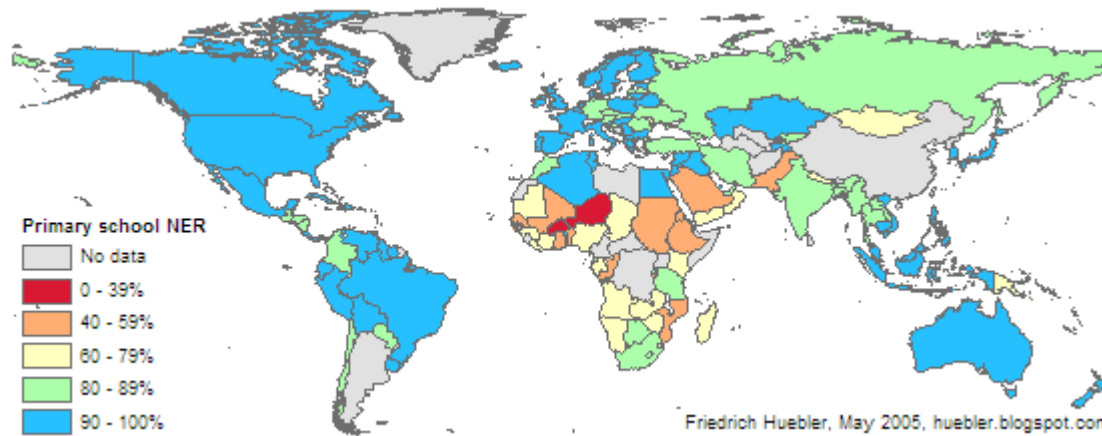 Primary school NER
No data
0 - 39%
40 - 59%
60 - 79%
80 - 89%
90 - 100%
Friedrich Huebler, May 2005, huebler.blogspot.com